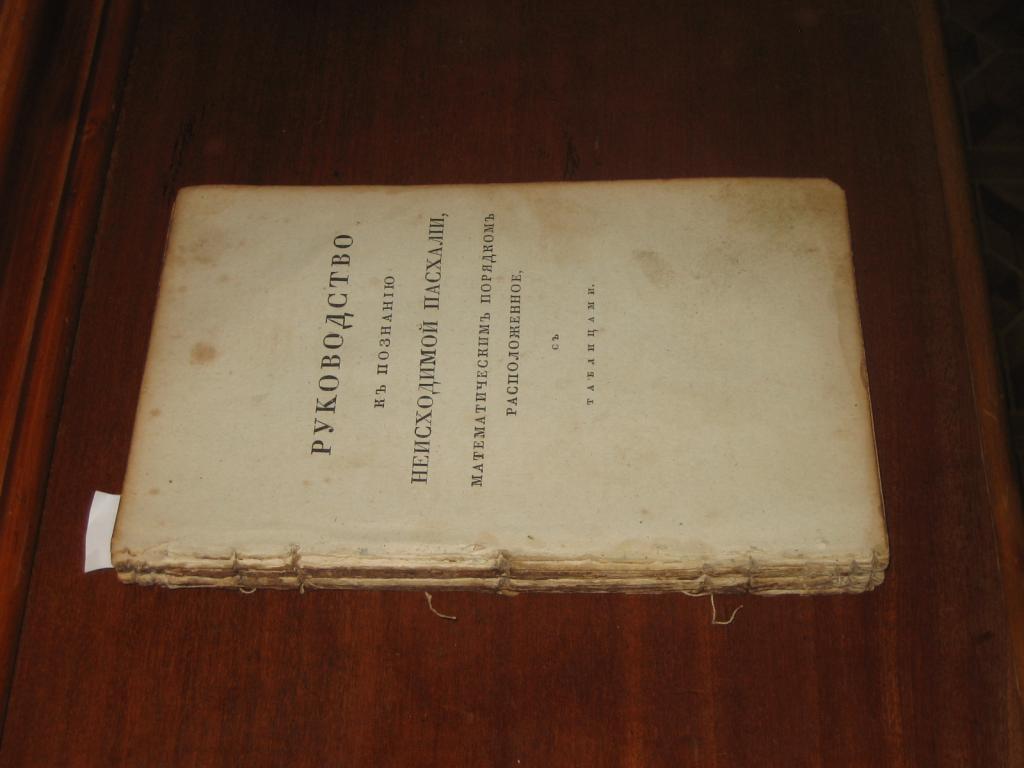 РУКОВОДСТВО
КЪ ПОЗНАНІЮ
НЕИСХОДИМОЙ ПАСХАЛІИ,
МАТЕМАТИЧЕСКИМЪ ПОРЯДКОМЪ
РАСПОЛОЖЕННОЕ,
СЪ
ТАБЛИЦАМИ.